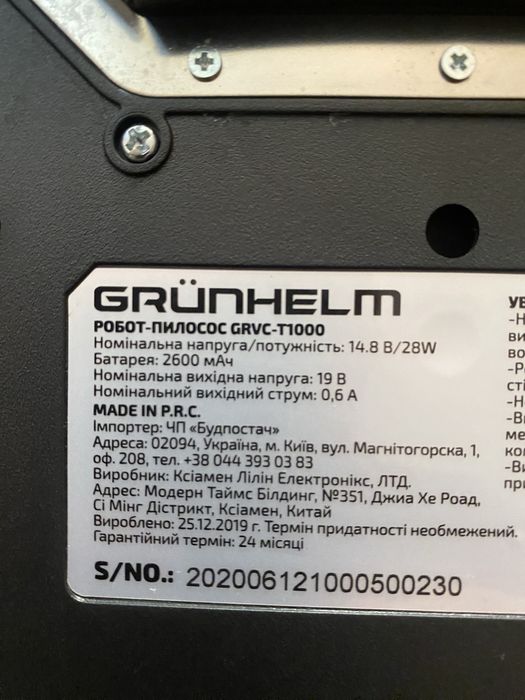 GRÜNHELM
РОБОТ-ПИЛОСОС GRVC-T1000
Номінальна напруга/потужність: 14.8 В/28W
Батарея: 2600 мАч
Номінальна вихідна напруга: 19 В
Номінальний вихідний струм: 0,6 А
MADE IN P.R.C.
Імпортер: ЧП «Будпостач»
Адреса: 02094, Україна, м. Київ, вул. Магнітогорська, 1,
оф. 208, тел. +38 044 393 03 83
Виробник: Ксіамен Лілін Електронікс, ЛТД.
Адрес: Модерн Таймс Білдинг, №351, Джиа Хе Роад,
Сі Мінг Дістрикт, Ксіамен, Китай
Вироблено: 25.12.2019 г. Термін придатності необмежений.
Гарантійний термін: 24 місяці
S/NO.: 202006121000500230